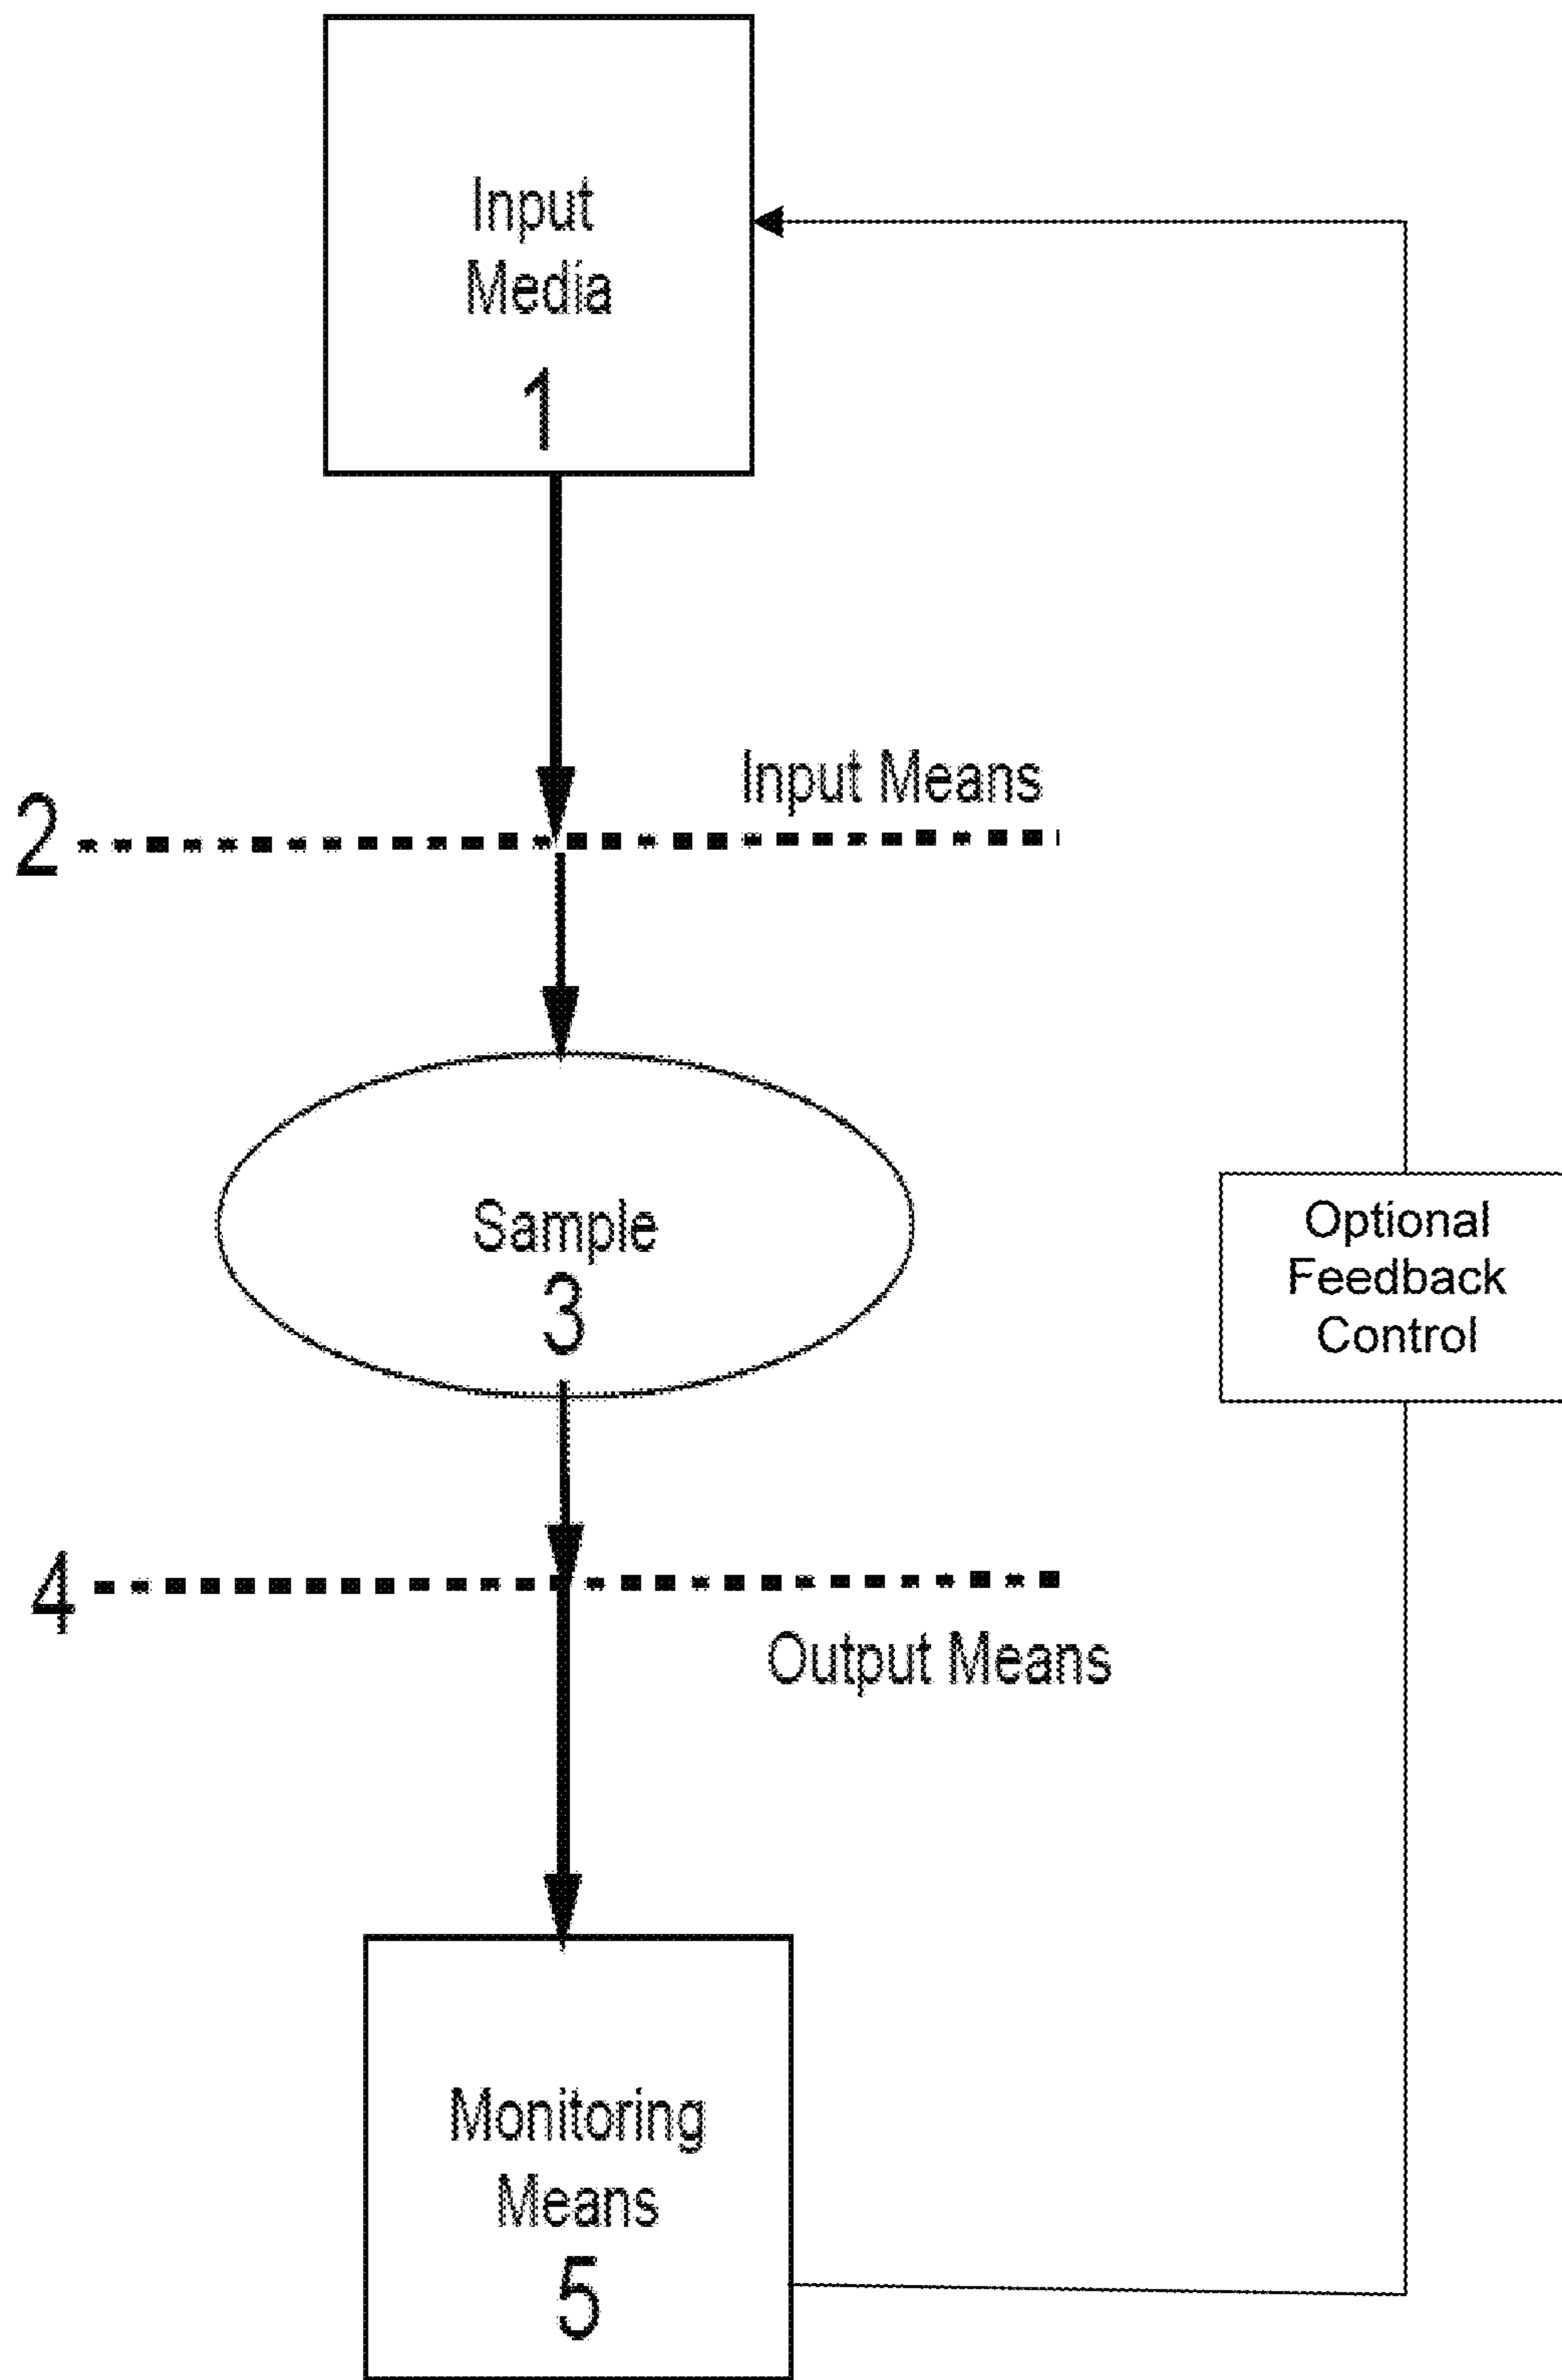 Input
Media
1
Input Means
2
Sample
3
Optional
Feedback
Control
4
Output Means
Monitoring
Means
5